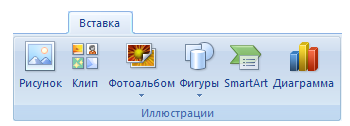 Вставка
Рисунок Клип Фотоальбом Фигуры SmartArt Диаграмма
Иллюстрации